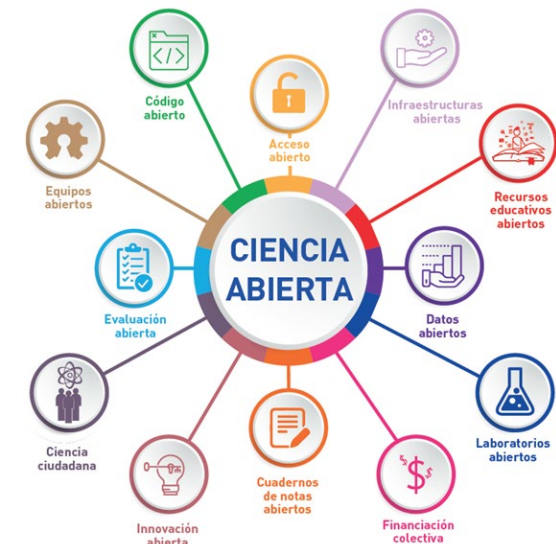 Código
abierto
Acceso
abierto
Infraestructuras
abiertas
Equipos
abiertos
Recursos
educativos
abiertos
CIENCIA
ABIERTA
Evaluación
abierta
Datos
abiertos
Ciencia
ciudadana
Laboratorios
abiertos
Cuadernos
de notas
abiertos
Innovación
abierta
Financiación
colectiva